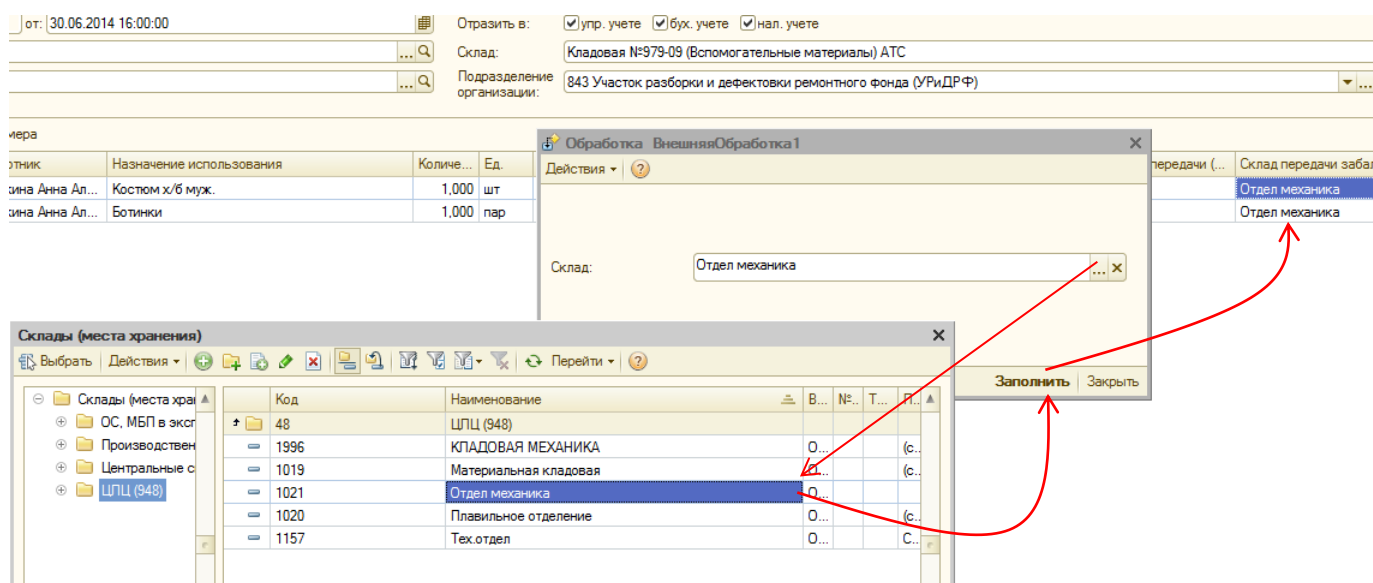 от: 30.06.2014 16:00:00
Отразить в: упр. учете бух. учете нал. учете
Склад: Кладовая №979-09 (Вспомогательные материалы) АТС
Подразделение организации: 843 Участок разборки и дефектовки ремонтного фонда (УРиДРФ)
мера
отник Назначение использования Количе... Ед. передачи (... Склад передачи забал
кина Анна Ал... Костюм х/б муж. 1,000 шт Отдел механика
кина Анна Ал... Ботинки 1,000 пар Отдел механика
Обработка ВнешняяОбработка1
Действия
Склад: Отдел механика ...
Заполнить Закрыть
Склады (места хранения)
Выбрать Действия Перейти
Склады (места хра
ОС, МБП в эксг
Производствен
Центральные с
ЦПЦ (948)
Код Наименование В... №... Т... П...
48 ЦПЦ (948)
1996 КЛАДОВАЯ МЕХАНИКА О... (с..
1019 Материальная кладовая О... (с..
1021 Отдел механика О...
1020 Плавильное отделение О... (с..
1157 Тех.отдел О... С..